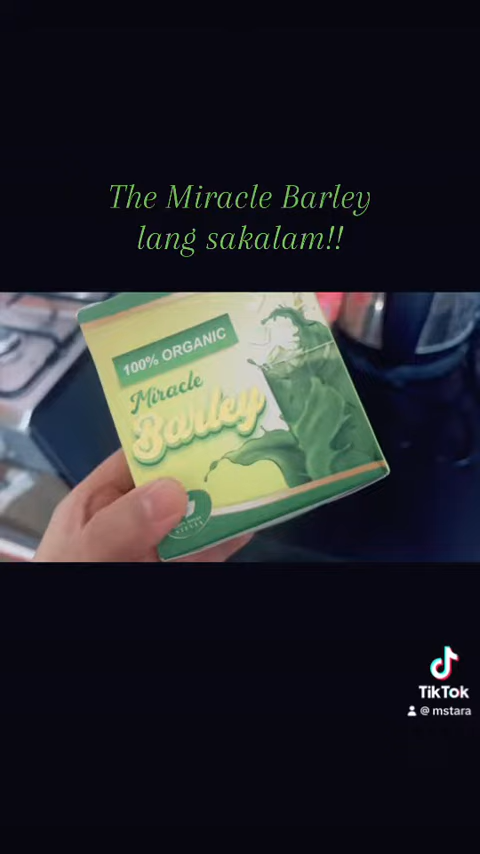 The Miracle Barley
lang sakalam!!
100% ORGANIC
Miracle
Barley
TikTok
@ mstara